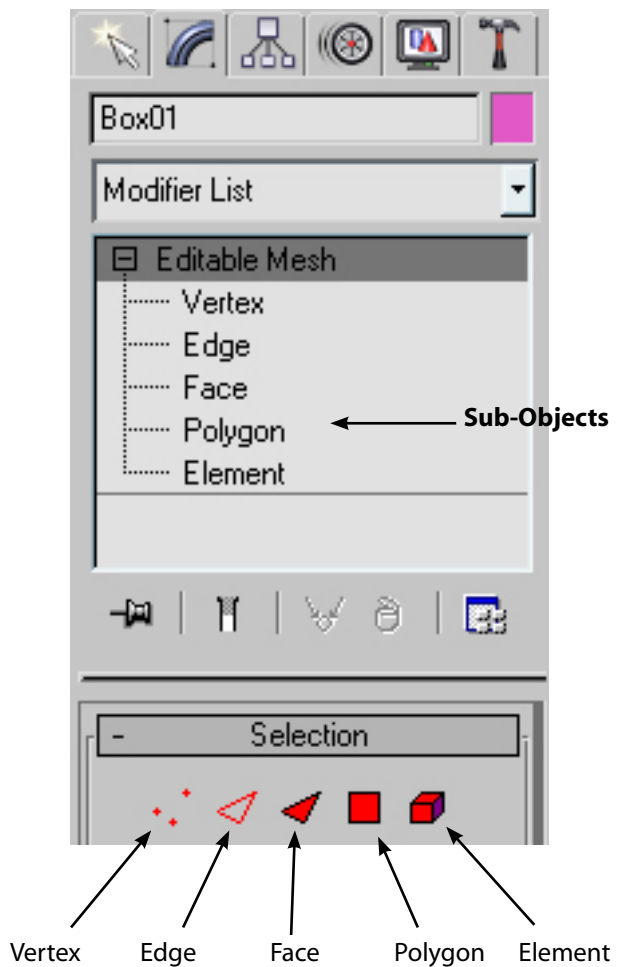 Box01
Modifier List
Editable Mesh
Vertex
Edge
Face
Polygon
Sub-Objects
Element
- Selection
Vertex Edge Face Polygon Element